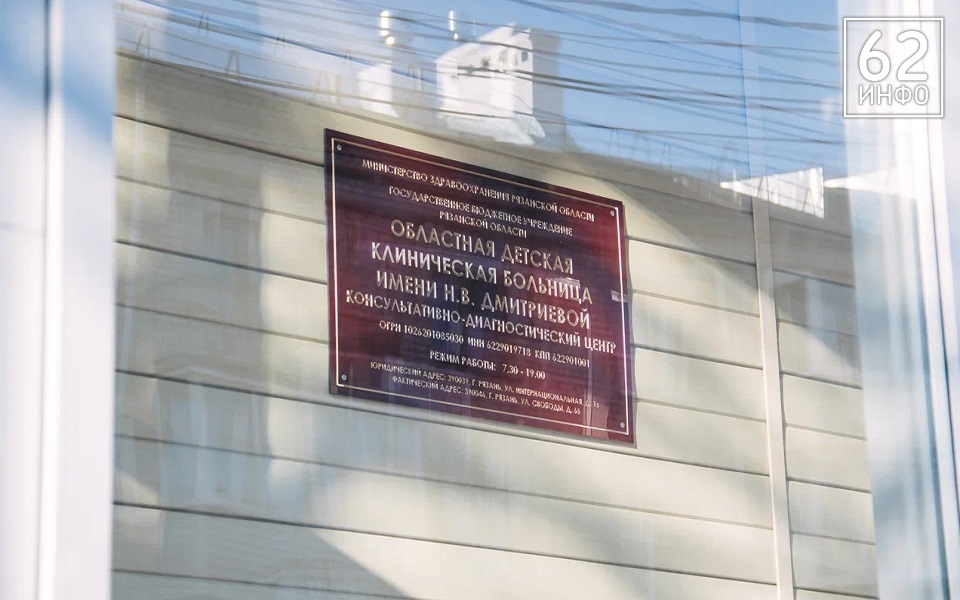 62
ИНФО
МИНИСТЕРСТВО ЗДРАВООХРАНЕНИЯ РЯЗАНСКОЙ ОБЛАСТИ
ГОСУДАРСТВЕННОЕ БЮДЖЕТНОЕ УЧРЕЖДЕНИЕ
РЯЗАНСКОЙ ОБЛАСТИ
ОБЛАСТНАЯ ДЕТСКАЯ
КЛИНИЧЕСКАЯ БОЛЬНИЦА
ИМЕНИ Н.В. ДМИТРИЕВОЙ
КОНСУЛЬТАТИВНО-ДИАГНОСТИЧЕСКИЙ ЦЕНТР
ОГРН 1026201085030 ИНН 6229019718 КПП 622901001
РЕЖИМ РАБОТЫ: 7.30 - 19.00
ЮРИДИЧЕСКИЙ АДРЕС: 390039, Г. РЯЗАНЬ, УЛ. ИНТЕРНАЦИОНАЛЬНАЯ,
ФАКТИЧЕСКИЙ АДРЕС: 390046, Г. РЯЗАНЬ, УЛ. СВОБОДЫ, Д. 66